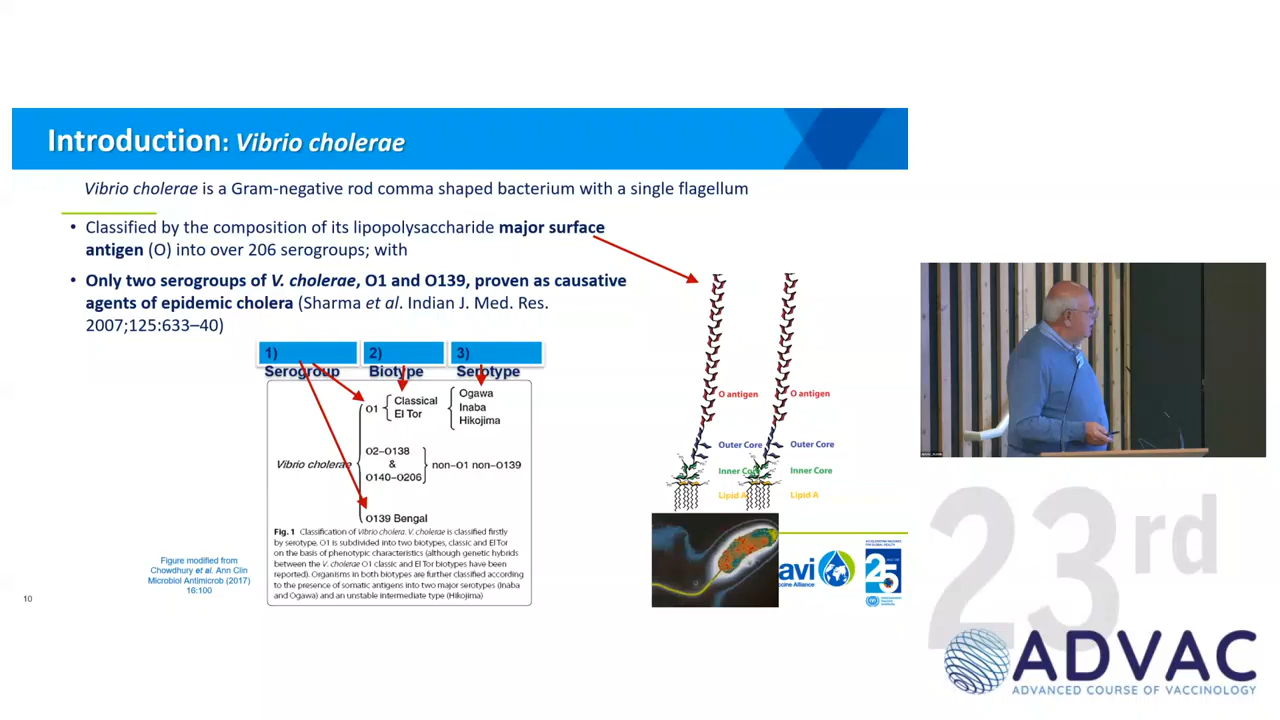 Introduction: Vibrio cholerae
Vibrio cholerae is a Gram-negative rod comma shaped bacterium with a single flagellum
• Classified by the composition of its lipopolysaccharide major surface
antigen (O) into over 206 serogroups; with
• Only two serogroups of V. cholerae, O1 and O139, proven as causative
agents of epidemic cholera (Sharma et al. Indian J. Med. Res.
2007;125:633–40)
1)
Serogroup
2)
Biotype
3)
Serotype
Vibrio cholerae
O1
Classical
El Tor
Ogawa
Inaba
Hikojima
O2–O138
&
O140–O206
non-O1 non-O139
O139 Bengal
Fig. 1 Classification of Vibrio cholera. V. cholerae is classified firstly
by serotype. O1 is subdivided into two biotypes, classic and ElTor
on the basis of phenotypic characteristics (although genetic hybrids
between the V. cholerae O1 classic and El Tor biotypes have been
reported). Organisms in both biotypes are further classified according
to the presence of somatic antigens into two major serotypes (Inaba
and Ogawa) and an unstable intermediate type (Hikojima)
Figure modified from
Chowdhury et al. Ann Clin
Microbiol Antimicrob (2017)
16:100
10
O antigen
Outer Core
Inner Core
Lipid A
O antigen
Outer Core
Inner Core
Lipid A
avi
cine Alliance
25
23rd
ADVAC
ADVANCED COURSE OF VACCINOLOGY